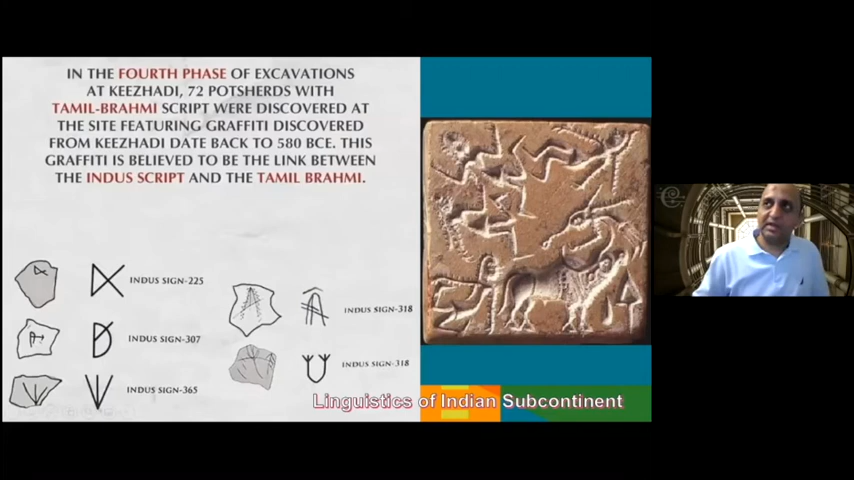 IN THE FOURTH PHASE OF EXCAVATIONS
AT KEEZHADI, 72 POTSHERDS WITH
TAMIL-BRAHMI SCRIPT WERE DISCOVERED AT
THE SITE FEATURING GRAFFITI DISCOVERED
FROM KEEZHADI DATE BACK TO 580 BCE. THIS
GRAFFITI IS BELIEVED TO BE THE LINK BETWEEN
THE INDUS SCRIPT AND THE TAMIL BRAHMI.
INDUS SIGN-225
INDUS SIGN-307
INDUS SIGN-365
INDUS SIGN-318
INDUS SIGN-318
Linguistics of Indian Subcontinent